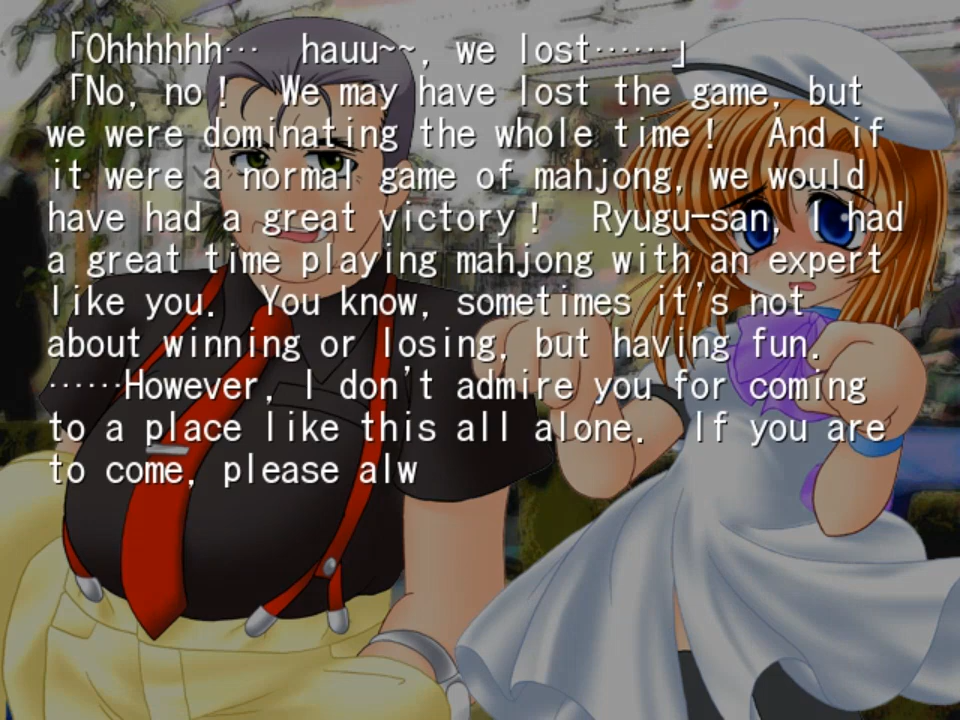 「Ohhhhhh… hauu~~, we lost……」
「No, no！ We may have lost the game, but
we were dominating the whole time！ And if
it were a normal game of mahjong, we would
have had a great victory！ Ryugu-san, I had
a great time playing mahjong with an expert
like you. You know, sometimes it's not
about winning or losing, but having fun.
……However, I don't admire you for coming
to a place like this all alone. If you are
to come, please alw